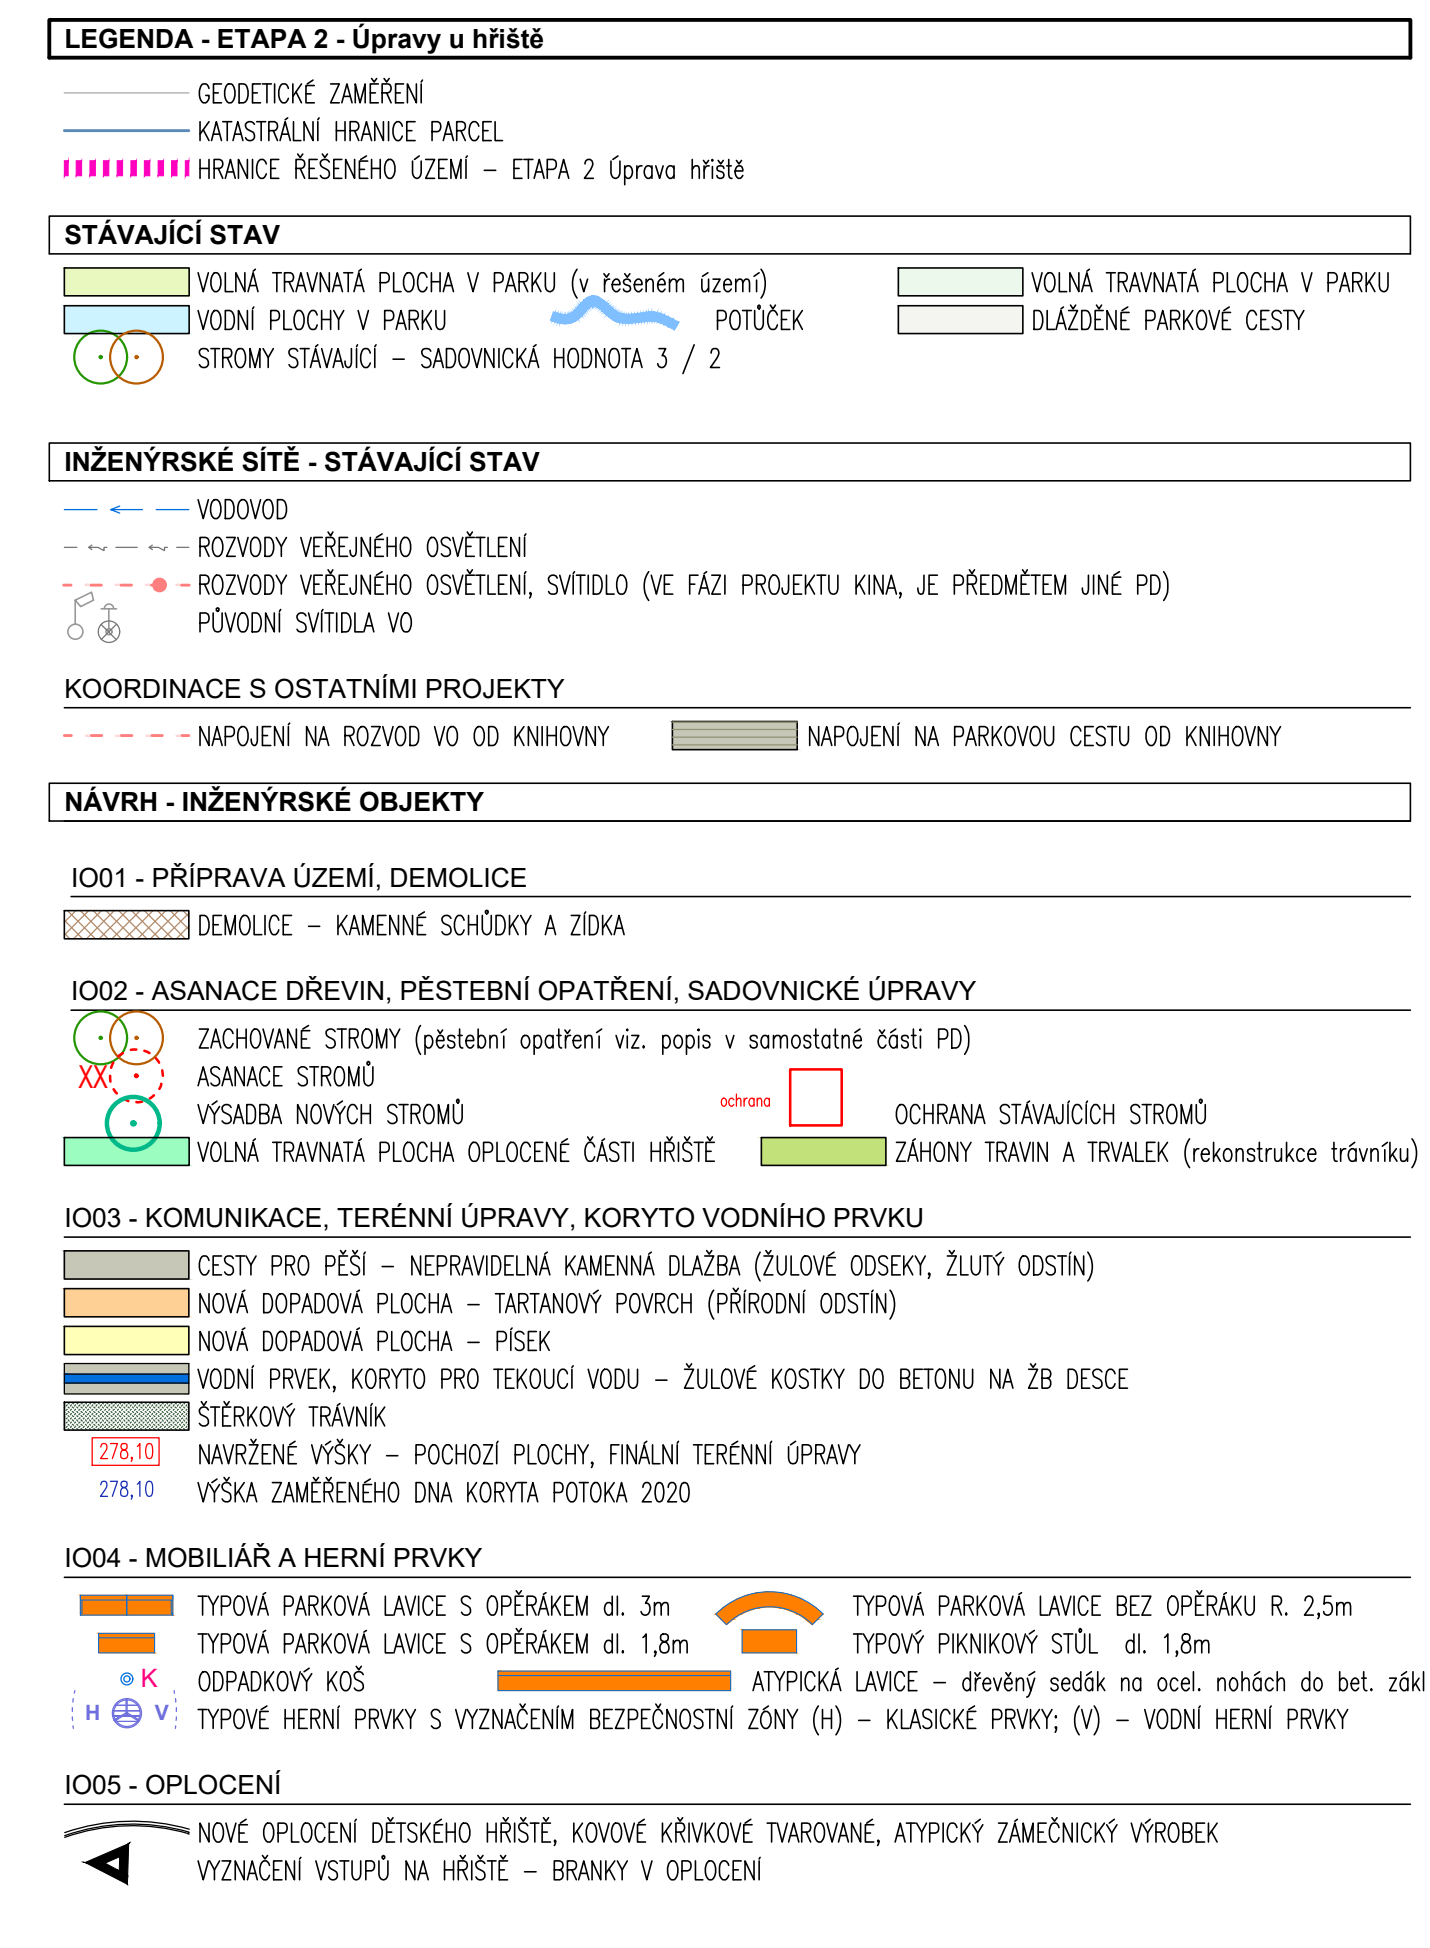 LEGENDA - ETAPA 2 - Úpravy u hřiště
GEODETICKÉ ZAMĚŘENÍ
KATASTRÁLNÍ HRANICE PARCEL
HRANICE ŘEŠENÉHO ÚZEMÍ – ETAPA 2 Úprava hřiště
STÁVAJÍCÍ STAV
VOLNÁ TRAVNATÁ PLOCHA V PARKU (v řešeném území) VOLNÁ TRAVNATÁ PLOCHA V PARKU
VODNÍ PLOCHY V PARKU POTŮČEK DLÁŽDĚNÉ PARKOVÉ CESTY
STROMY STÁVAJÍCÍ – SADOVNICKÁ HODNOTA 3 / 2
INŽENÝRSKÉ SÍTĚ - STÁVAJÍCÍ STAV
VODOVOD
ROZVODY VEŘEJNÉHO OSVĚTLENÍ
ROZVODY VEŘEJNÉHO OSVĚTLENÍ, SVÍTIDLO (VE FÁZI PROJEKTU KINA, JE PŘEDMĚTEM JINÉ PD)
PŮVODNÍ SVÍTIDLA VO
KOORDINACE S OSTATNÍMI PROJEKTY
NAPOJENÍ NA ROZVOD VO OD KNIHOVNY NAPOJENÍ NA PARKOVOU CESTU OD KNIHOVNY
NÁVRH - INŽENÝRSKÉ OBJEKTY
IO01 - PŘÍPRAVA ÚZEMÍ, DEMOLICE
DEMOLICE – KAMENNÉ SCHŮDKY A ZÍDKA
IO02 - ASANACE DŘEVIN, PĚSTEBNÍ OPATŘENÍ, SADOVNICKÉ ÚPRAVY
ZACHOVANÉ STROMY (pěstební opatření viz. popis v samostatné části PD)
XX ASANACE STROMŮ
VÝSADBA NOVÝCH STROMŮ ochrana OCHRANA STÁVAJÍCÍCH STROMŮ
VOLNÁ TRAVNATÁ PLOCHA OPLOCENÉ ČÁSTI HŘIŠTĚ ZÁHONY TRAVIN A TRVALEK (rekonstrukce trávníku)
IO03 - KOMUNIKACE, TERÉNNÍ ÚPRAVY, KORYTO VODNÍHO PRVKU
CESTY PRO PĚŠÍ – NEPRAVIDELNÁ KAMENNÁ DLAŽBA (ŽULOVÉ ODSEKY, ŽLUTÝ ODSTÍN)
NOVÁ DOPADOVÁ PLOCHA – TARTANOVÝ POVRCH (PŘÍRODNÍ ODSTÍN)
NOVÁ DOPADOVÁ PLOCHA – PÍSEK
VODNÍ PRVEK, KORYTO PRO TEKOUCÍ VODU – ŽULOVÉ KOSTKY DO BETONU NA ŽB DESCE
ŠTĚRKOVÝ TRÁVNÍK
278,10 NAVRŽENÉ VÝŠKY – POCHOZÍ PLOCHY, FINÁLNÍ TERÉNNÍ ÚPRAVY
278,10 VÝŠKA ZAMĚŘENÉHO DNA KORYTA POTOKA 2020
IO04 - MOBILIÁŘ A HERNÍ PRVKY
TYPOVÁ PARKOVÁ LAVICE S OPĚRÁKEM dl. 3m TYPOVÁ PARKOVÁ LAVICE BEZ OPĚRÁKU R. 2,5m
TYPOVÁ PARKOVÁ LAVICE S OPĚRÁKEM dl. 1,8m TYPOVÝ PIKNIKOVÝ STŮL dl. 1,8m
K ODPADKOVÝ KOŠ ATYPICKÁ LAVICE – dřevěný sedák na ocel. nohách do bet. zákl
H V TYPOVÉ HERNÍ PRVKY S VYZNAČENÍM BEZPEČNOSTNÍ ZÓNY (H) – KLASICKÉ PRVKY; (V) – VODNÍ HERNÍ PRVKY
IO05 - OPLOCENÍ
NOVÉ OPLOCENÍ DĚTSKÉHO HŘIŠTĚ, KOVOVÉ KŘIVKOVÉ TVAROVANÉ, ATYPICKÝ ZÁMEČNICKÝ VÝROBEK
VYZNAČENÍ VSTUPŮ NA HŘIŠTĚ – BRANKY V OPLOCENÍ